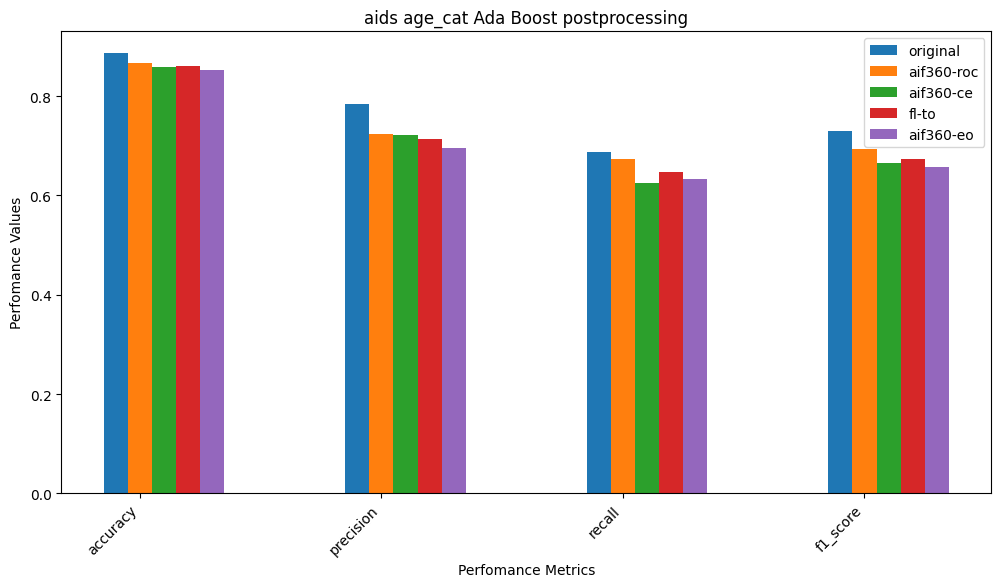 aids age_cat Ada Boost postprocessing
original
aif360-roc
aif360-ce
fl-to
aif360-eo
Perfomance Values
0.8
0.6
0.4
0.2
0.0
accuracy
precision
recall
f1_score
Perfomance Metrics